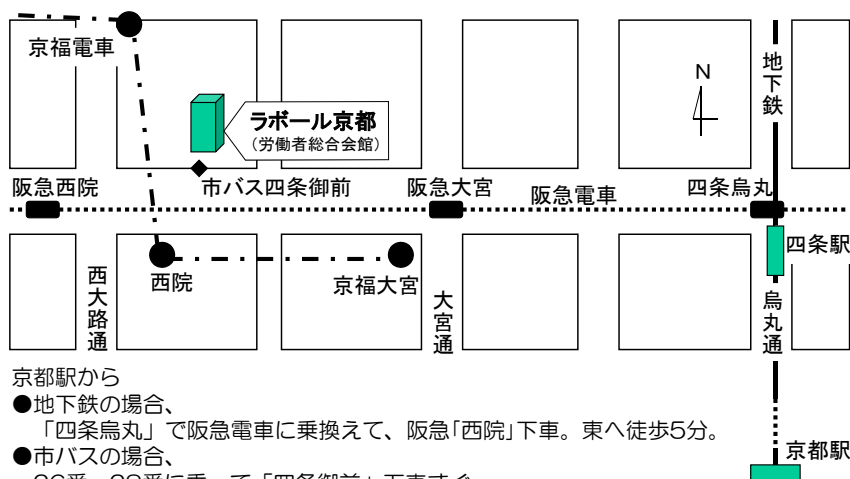 京福電車
N
地下鉄
ラボール京都
(労働者総合会館)
阪急西院
市バス四条御前
阪急大宮
阪急電車
四条烏丸
四条駅
西院
京福大宮
西大路通
大宮通
烏丸通
京都駅から
●地下鉄の場合、
「四条烏丸」で阪急電車に乗換えて、阪急「西院」下車。東へ徒歩5分。
●市バスの場合、
京都駅